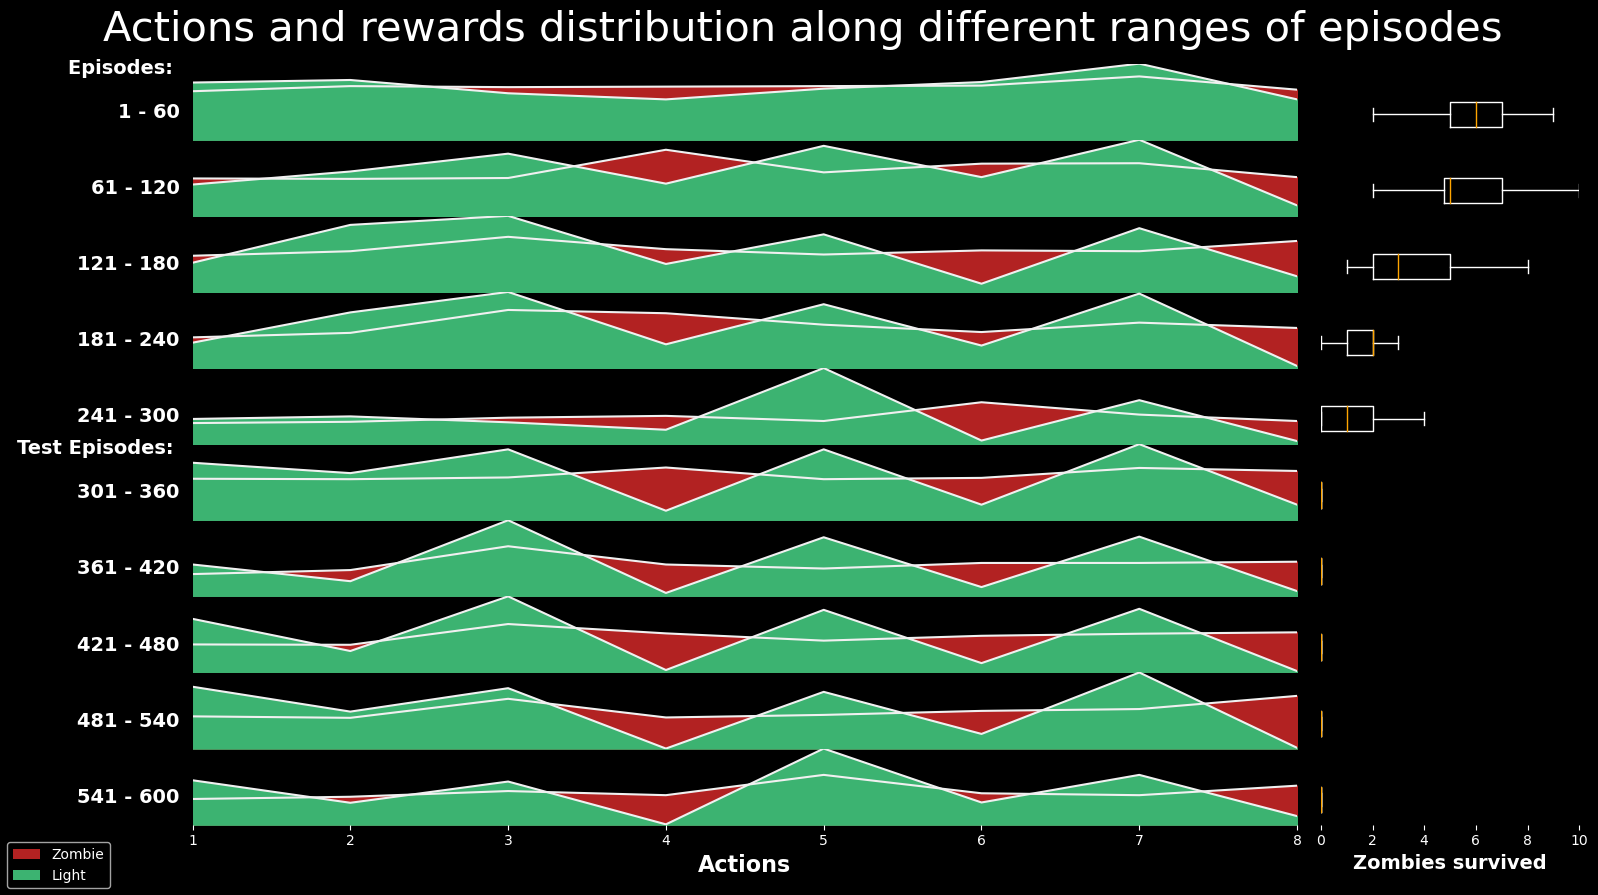 Actions and rewards distribution along different ranges of episodes
Episodes:
1 - 60
61 - 120
121 - 180
181 - 240
241 - 300
Test Episodes:
301 - 360
361 - 420
421 - 480
481 - 540
541 - 600
1 2 3 4 5 6 7 8
Actions
0 2 4 6 8 10
Zombies survived
Zombie
Light